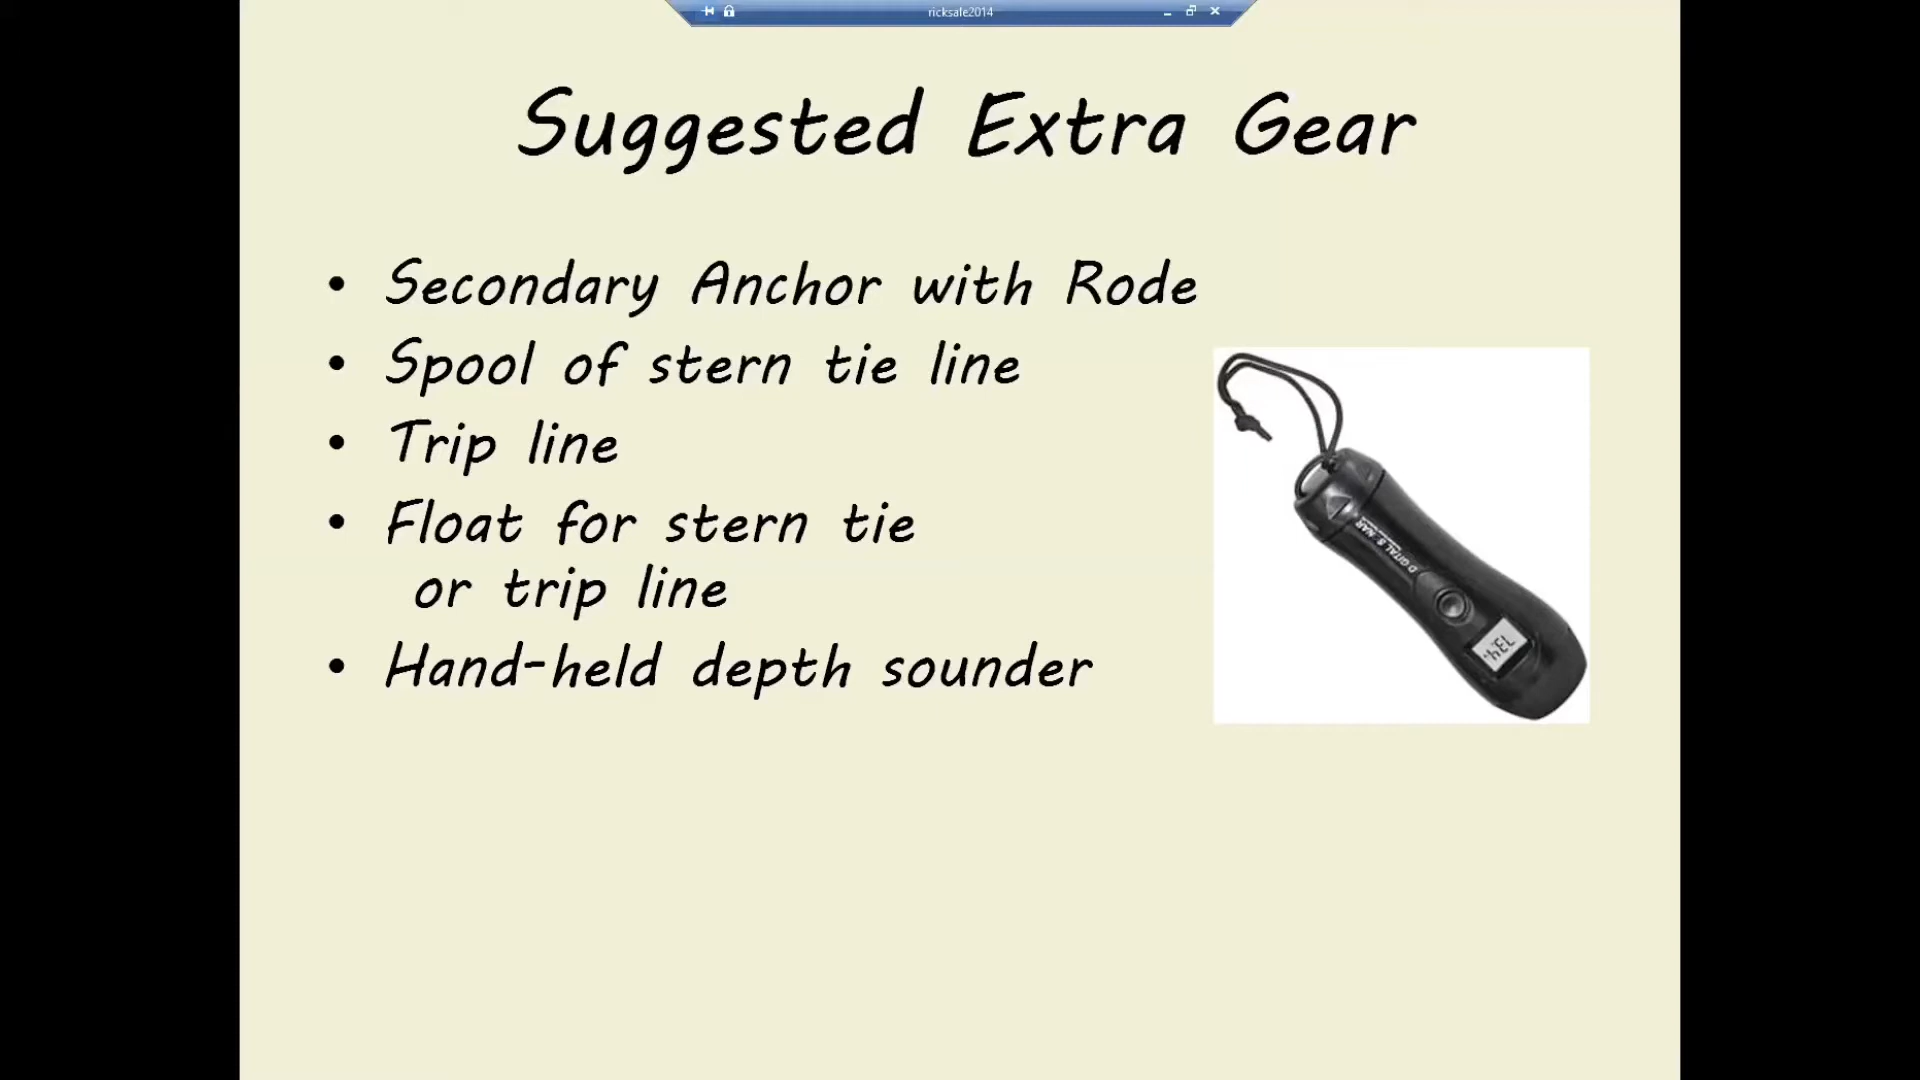 ricksafe2014
Suggested Extra Gear
• Secondary Anchor with Rode
• Spool of stern tie line
• Trip line
• Float for stern tie
or trip line
• Hand-held depth sounder